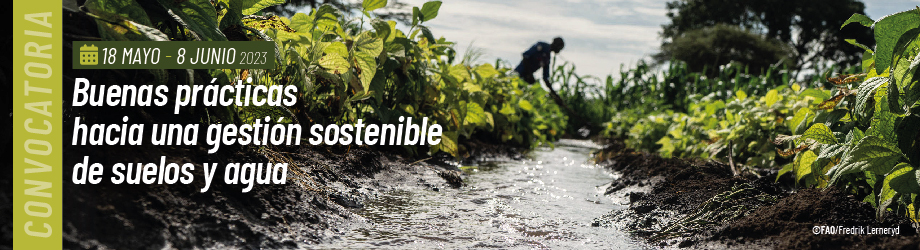 CONVOCATORIA
18 MAYO - 8 JUNIO 2023
Buenas prácticas
hacia una gestión sostenible
de suelos y agua
©FAO/Fredrik Lerneryd